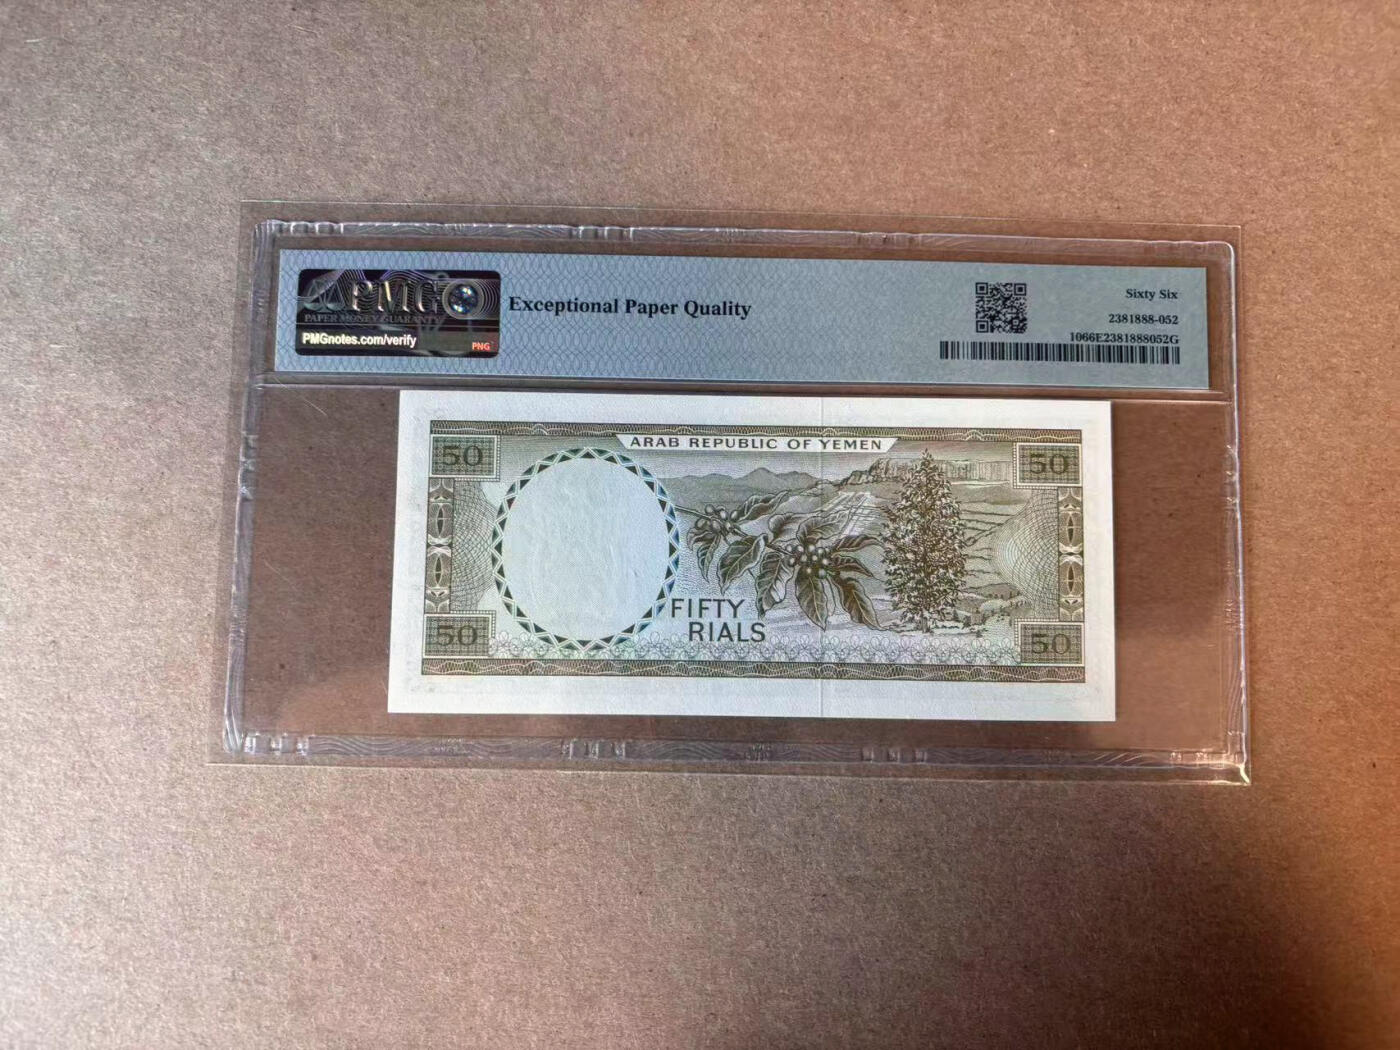 PMG
PAPER MONEY GUARANTY
PMGnotes.com/verify
PNG
Exceptional Paper Quality
Sixty Six
2381888-052
1066E2381888052G
ARAB REPUBLIC OF YEMEN
50
50
FIFTY
RIALS
50
50